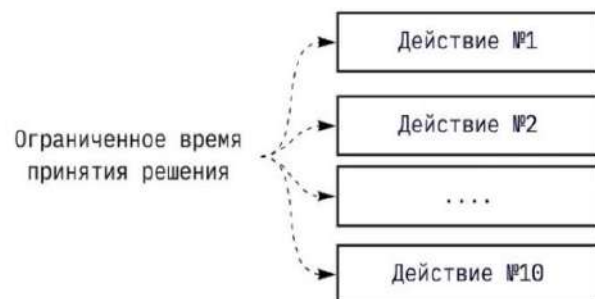 Действие №1
Действие №2
Ограниченное время
принятия решения
....
Действие №10